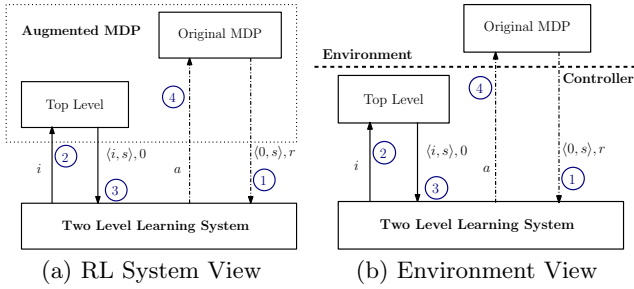 Augmented MDP
Original MDP
Top Level
④
i
②
⟨i, s⟩, 0
③
a
⟨0, s⟩, r
①
Two Level Learning System
(a) RL System View
Original MDP
Environment
Controller
Top Level
④
i
②
⟨i, s⟩, 0
③
a
⟨0, s⟩, r
①
Two Level Learning System
(b) Environment View